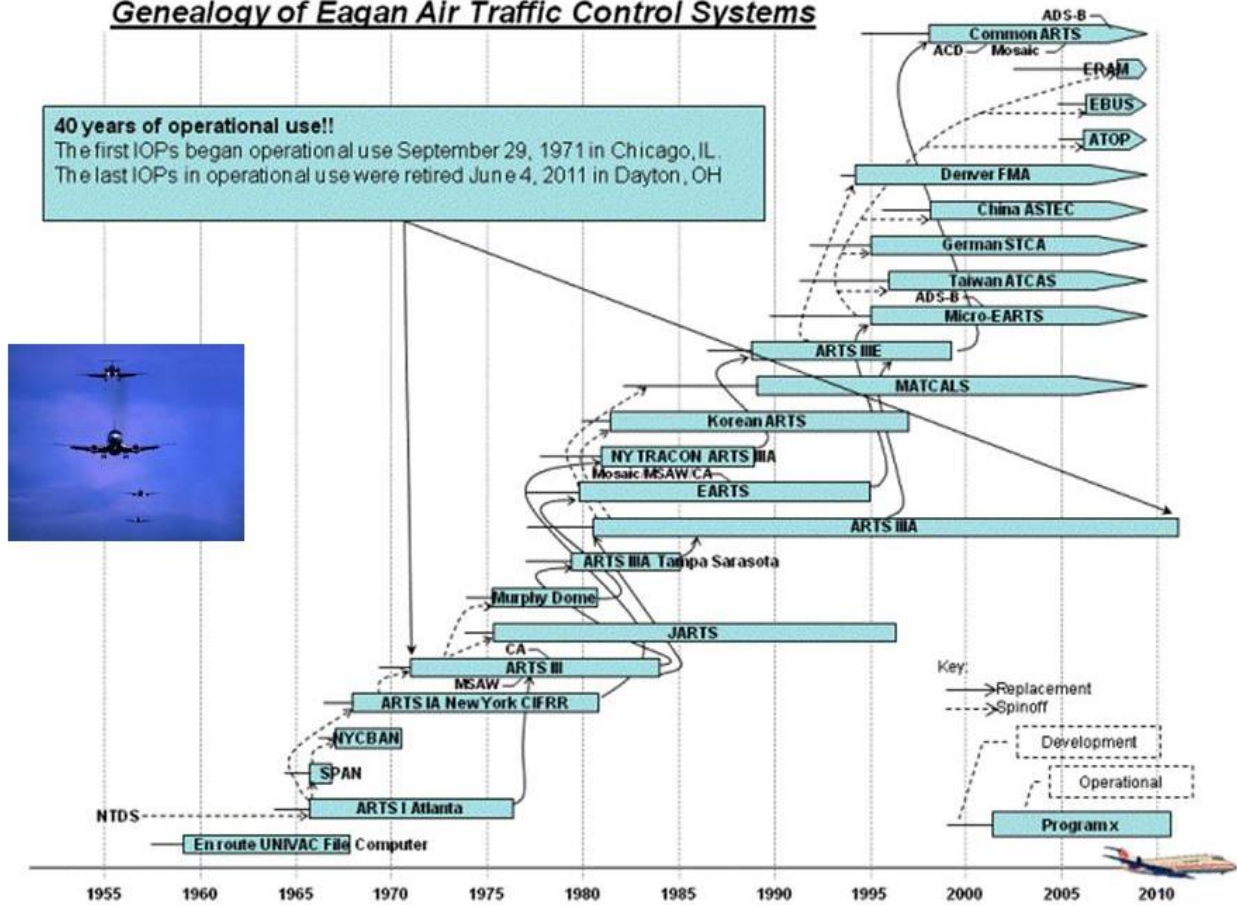 Genealogy of Eagan Air Traffic Control Systems
ADS-B
Common ARTS
ACD Mosaic
ERAM
EBUS
ATOP
40 years of operational use!!
The first IOPs began operational use September 29, 1971 in Chicago, IL.
The last IOPs in operational use were retired June 4, 2011 in Dayton, OH
Denver FMA
China ASTEC
German STCA
Taiwan ATCAS
ADS-B
Micro-EARTS
ARTS IIIE
MATCALS
Korean ARTS
NY TRACON ARTS IIIA
Mosaic/MSAW/CA
EARTS
ARTS IIIA
ARTS IIIA Tampa Sarasota
Murphy Dome
JARTS
CA
ARTS III
MSAW
Key:
Replacement
Spinoff
ARTS IA New York CIFRR
NYCBAN
Development
SPAN
Operational
ARTS I Atlanta
NTDS
Program x
En route UNIVAC File Computer
1955 1960 1965 1970 1975 1980 1985 1990 1995 2000 2005 2010